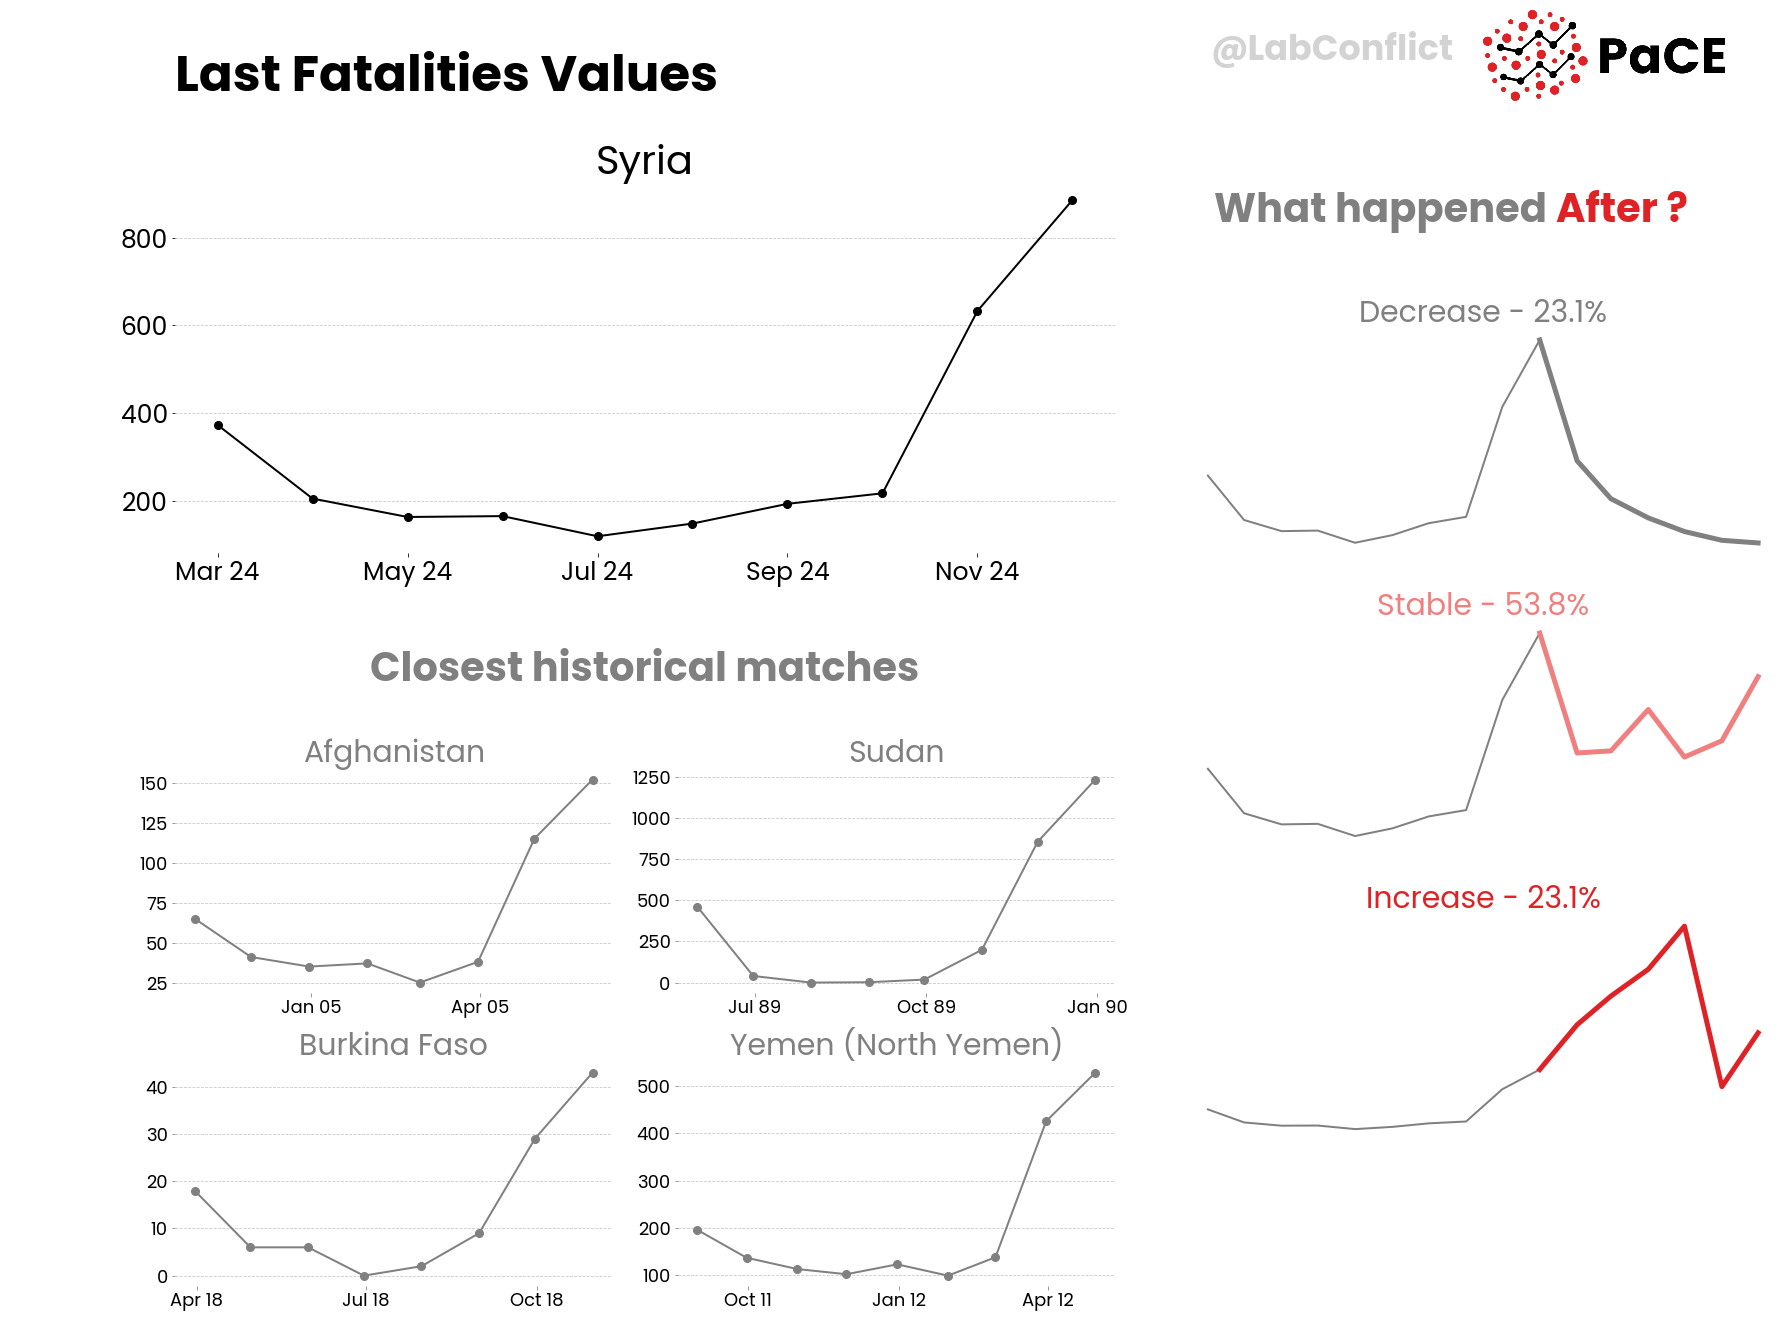 Last Fatalities Values
@LabConflict
PaCE
Syria
800
600
400
200
Mar 24 May 24 Jul 24 Sep 24 Nov 24
What happened After ?
Decrease - 23.1%
Stable - 53.8%
Increase - 23.1%
Closest historical matches
Afghanistan
150
125
100
75
50
25
Jan 05 Apr 05
Sudan
1250
1000
750
500
250
0
Jul 89 Oct 89 Jan 90
Burkina Faso
40
30
20
10
0
Apr 18 Jul 18 Oct 18
Yemen (North Yemen)
500
400
300
200
100
Oct 11 Jan 12 Apr 12